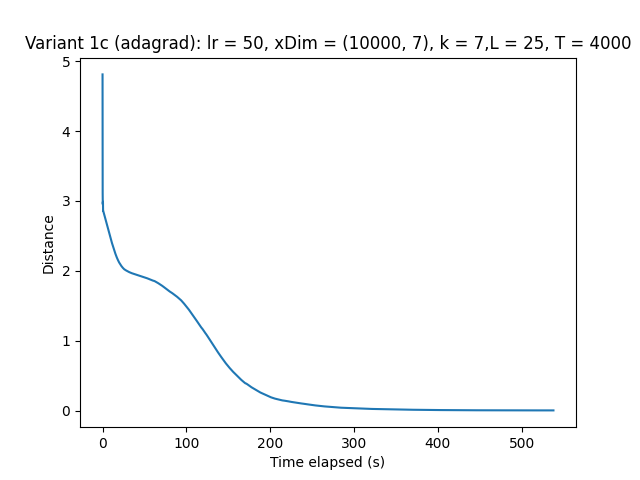 Variant 1c (adagrad): lr = 50, xDim = (10000, 7), k = 7,L = 25, T = 4000
5
4
3
2
1
0
Distance
0 100 200 300 400 500
Time elapsed (s)